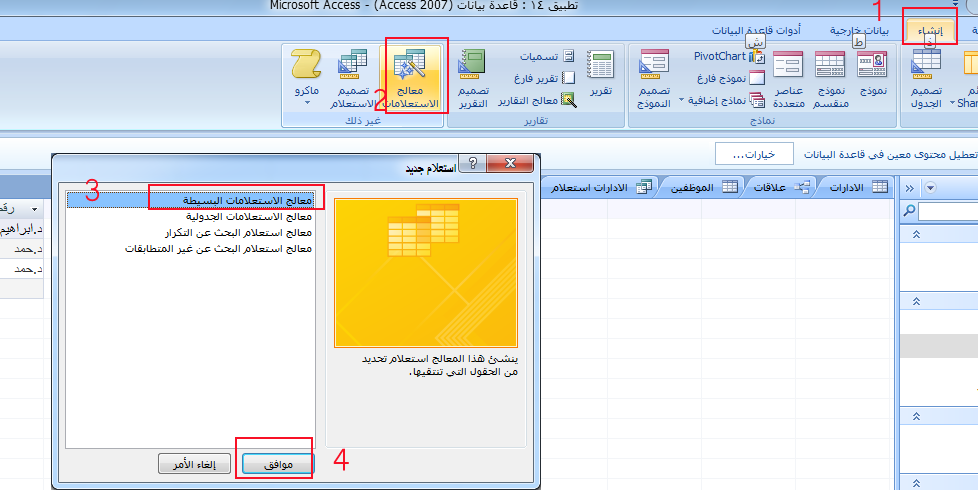 تطبيق ١٤ : قاعدة بيانات (Access 2007) - Microsoft Access
1
إنشاء
بيانات خارجية
أدوات قاعدة البيانات
ذ
ط
ش
Shar
تصميم الجدول
نموذج
نموذج منقسم
عناصر متعددة
PivotChart
نموذج فارغ
نماذج إضافية
تصميم النموذج
نماذج
تقرير
تسميات
تقرير فارغ
معالج التقارير
تصميم التقرير
تقارير
2
معالج الاستعلامات
تصميم الاستعلام
ماكرو
غير ذلك
تعطيل محتوى معين في قاعدة البيانات
خيارات...
الادارات
علاقات
الموظفين
الادارات استعلام
استعلام جديد
3
معالج الاستعلامات البسيطة
معالج الاستعلامات الجدولية
معالج استعلام البحث عن التكرار
معالج استعلام البحث عن غير المتطابقات
ينشئ هذا المعالج استعلام تحديد
من الحقول التي تنتقيها.
موافق
إلغاء الأمر
4
رقم
د.ابراهيم
د.حمد
د.حمد